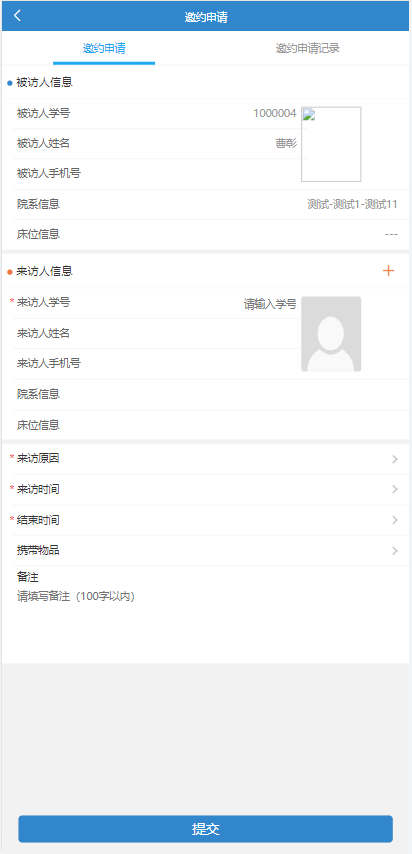 邀约申请
邀约申请 邀约申请记录
被访人信息
被访人学号 1000004
被访人姓名 曹彰
被访人手机号
院系信息 测试-测试1-测试11
床位信息 ---
来访人信息 +
* 来访人学号 请输入学号
来访人姓名
来访人手机号
院系信息
床位信息
* 来访原因
* 来访时间
* 结束时间
携带物品
备注
请填写备注（100字以内）
提交